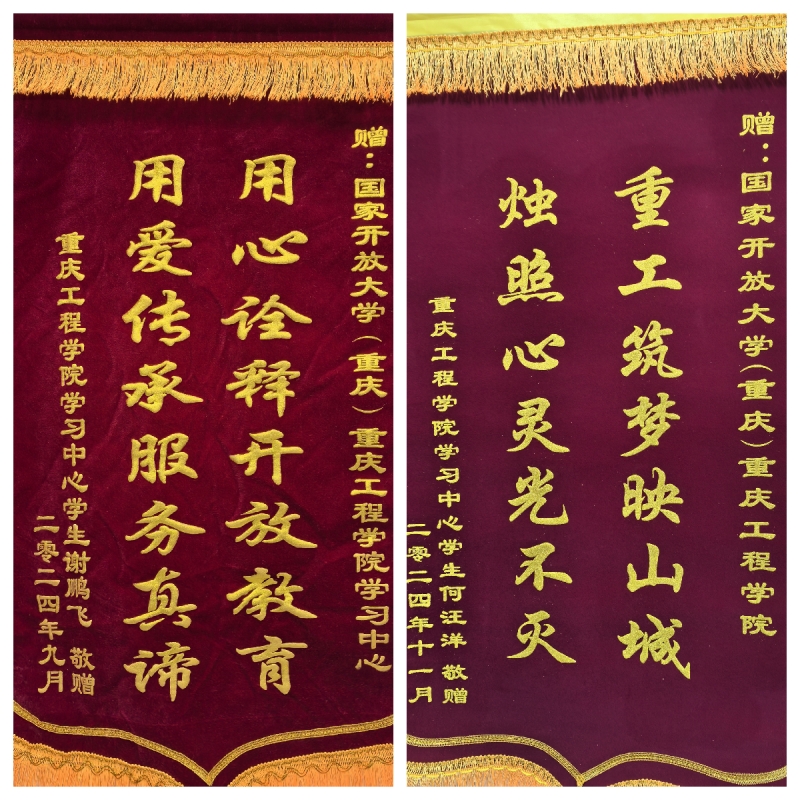 赠：国家开放大学（重庆）重庆工程学院学习中心
用心诠释开放教育
用爱传承服务真谛
重庆工程学院学习中心学生谢鹏飞 敬赠
二零二四年九月
赠：国家开放大学（重庆）重庆工程学院
重工筑梦映山城
烛照心灵光不灭
重庆工程学院学习中心学生何汪洋 敬赠
二零二四年十一月